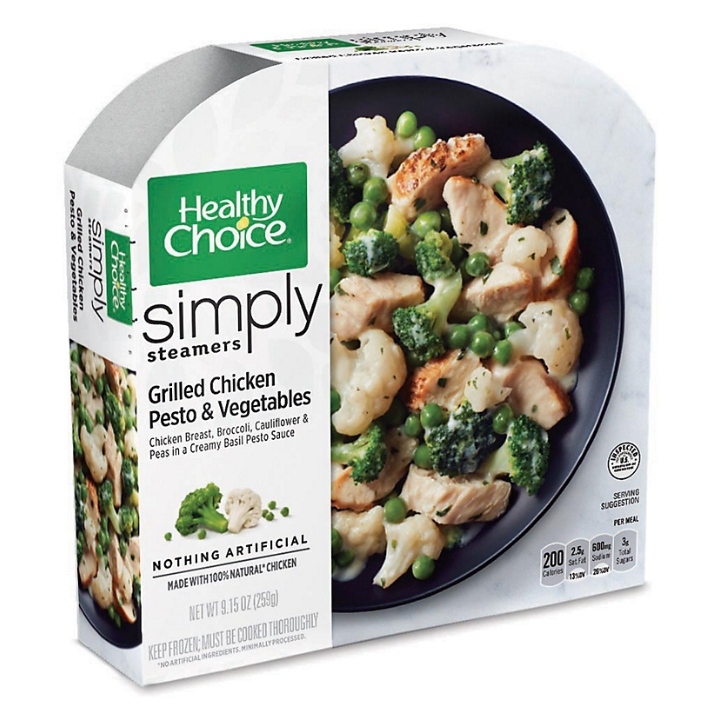 Healthy
Choice®
simply
steamers
Grilled Chicken
Pesto & Vegetables
Chicken Breast, Broccoli, Cauliflower &
Peas in a Creamy Basil Pesto Sauce
NOTHING ARTIFICIAL
MADE WITH 100% NATURAL* CHICKEN
NET WT 9.15 OZ (259g)
KEEP FROZEN; MUST BE COOKED THOROUGHLY
*NO ARTIFICIAL INGREDIENTS. MINIMALLY PROCESSED.
Healthy
Choice
simply
steamers
Grilled Chicken
Pesto & Vegetables
INSPECTED
SERVING
SUGGESTION
PER MEAL
200
Calories
2.5g
Sat Fat
13% DV
600mg
Sodium
26% DV
3g
Total
Sugars